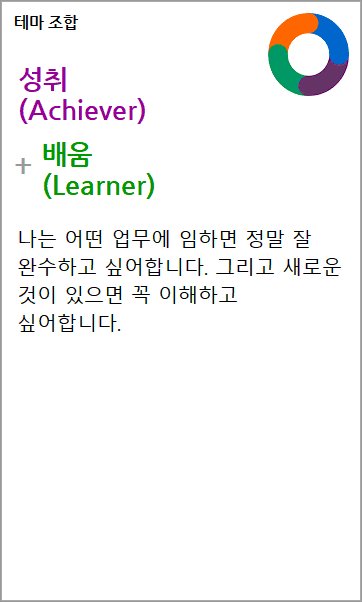 테마 조합
성취
(Achiever)
+ 배움
(Learner)
나는 어떤 업무에 임하면 정말 잘
완수하고 싶어합니다. 그리고 새로운
것이 있으면 꼭 이해하고
싶어합니다.